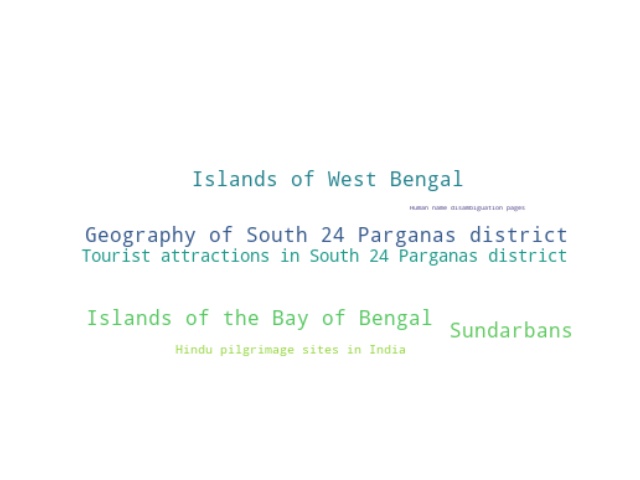 Islands of West Bengal
Human name disambiguation pages
Geography of South 24 Parganas district
Tourist attractions in South 24 Parganas district
Islands of the Bay of Bengal
Sundarbans
Hindu pilgrimage sites in India